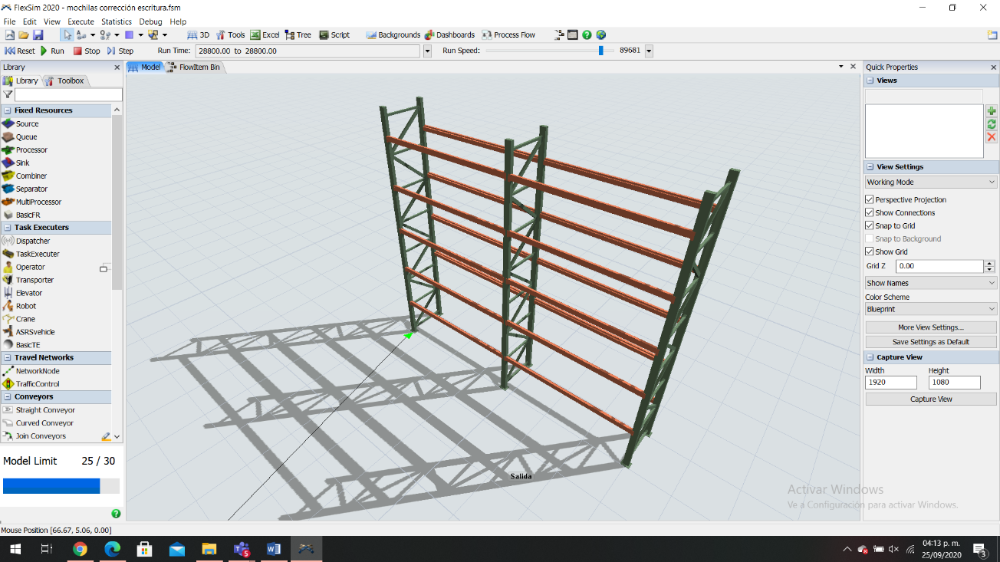 FlexSim 2020 - mochilas corrección escritura.fsm
File Edit View Execute Statistics Debug Help
3D Tools Excel Tree Script Backgrounds Dashboards Process Flow
Reset Run Stop Step Run Time: 28800.00 to 28800.00 Run Speed: 89681
Library
Model FlowItem Bin
Quick Properties
Library Toolbox
Fixed Resources
Source
Queue
Processor
Sink
Combiner
Separator
MultiProcessor
BasicFR
Task Executers
Dispatcher
TaskExecuter
Operator
Transporter
Elevator
Robot
Crane
ASRSvehicle
BasicTE
Travel Networks
NetworkNode
TrafficControl
Conveyors
Straight Conveyor
Curved Conveyor
Join Conveyors
Model Limit 25 / 30
Salida
Views
View Settings
Working Mode
Perspective Projection
Show Connections
Snap to Grid
Snap to Background
Show Grid
Grid Z 0.00
Show Names
Color Scheme
Blueprint
More View Settings...
Save Settings as Default
Capture View
Width Height
1920 1080
Capture View
Activar Windows
Ve a Configuración para activar Windows.
Mouse Position [66.67, 5.06, 0.00]
04:13 p. m.
25/09/2020
3